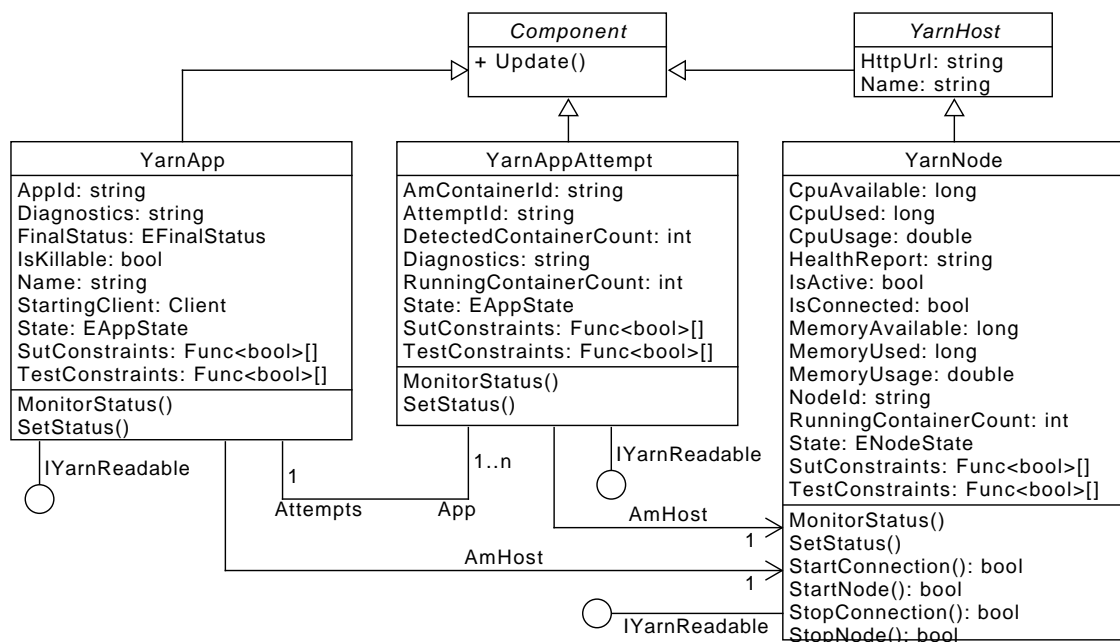 Component
+ Update()
YarnHost
HttpUrl: string
Name: string
YarnApp
AppId: string
Diagnostics: string
FinalStatus: EFinalStatus
IsKillable: bool
Name: string
StartingClient: Client
State: EAppState
SutConstraints: Func<bool>[]
TestConstraints: Func<bool>[]
MonitorStatus()
SetStatus()
YarnAppAttempt
AmContainerId: string
AttemptId: string
DetectedContainerCount: int
Diagnostics: string
RunningContainerCount: int
State: EAppState
SutConstraints: Func<bool>[]
TestConstraints: Func<bool>[]
MonitorStatus()
SetStatus()
YarnNode
CpuAvailable: long
CpuUsed: long
CpuUsage: double
HealthReport: string
IsActive: bool
IsConnected: bool
MemoryAvailable: long
MemoryUsed: long
MemoryUsage: double
NodeId: string
RunningContainerCount: int
State: ENodeState
SutConstraints: Func<bool>[]
TestConstraints: Func<bool>[]
MonitorStatus()
SetStatus()
StartConnection(): bool
StartNode(): bool
StopConnection(): bool
StopNode(): bool
IYarnReadable
1
1..n
Attempts
App
IYarnReadable
AmHost
1
AmHost
1
IYarnReadable